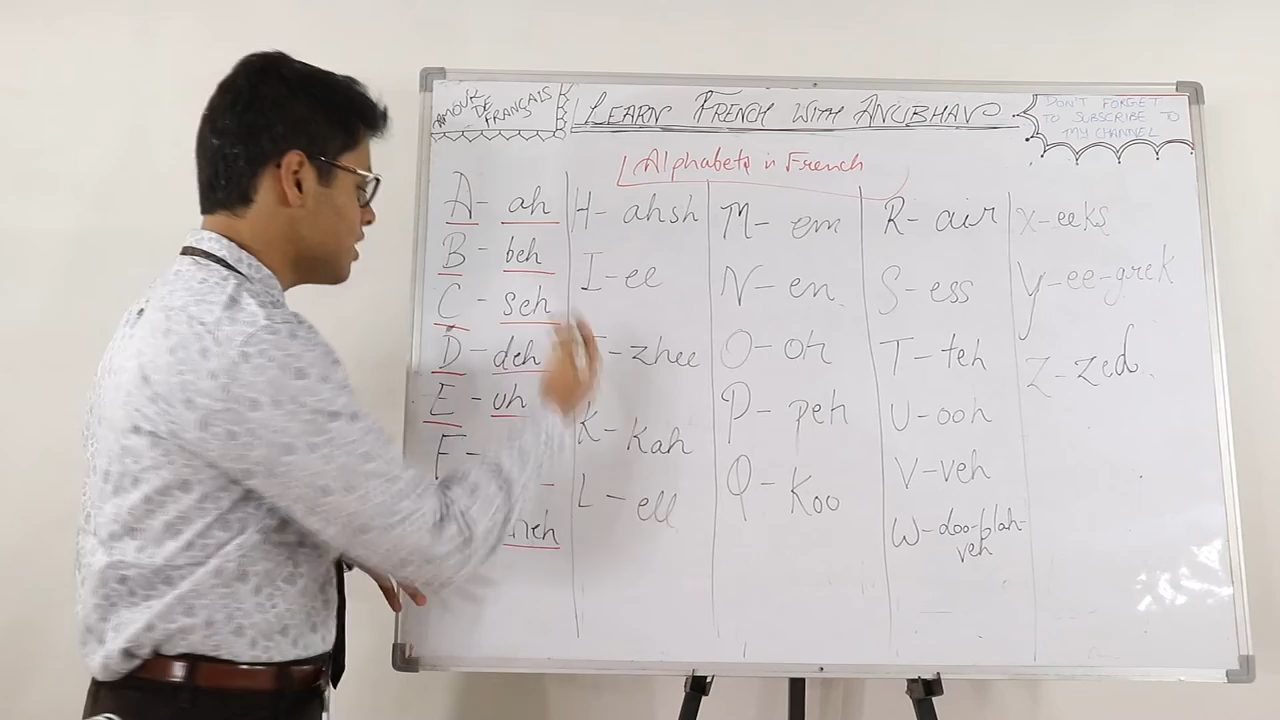 AMOUR
DE
FRANÇAIS
LEARN FRENCH WITH ANUBHAV
DON'T FORGET
TO SUBSCRIBE TO
MY CHANNEL
Alphabets in French
A- ah
B - beh
C - seh
D - deh
E - uh
F -
H- ahsh
I- ee
- zhee
K- kah
L - ell
M- em
N- en
O- oh
P- peh
Q- Koo
R- air
S- ess
T- teh
U- ooh
V- veh
W- doo-blah-
veh
X- eeks
Y- ee-grek
Z- zed